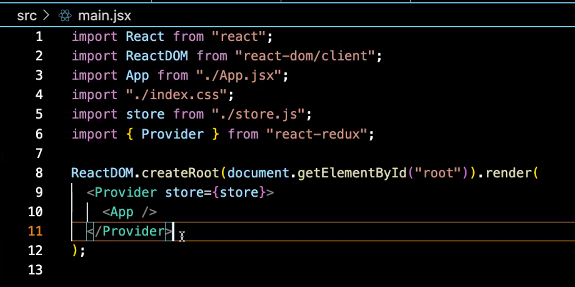 src > main.jsx
1 import React from "react";
2 import ReactDOM from "react-dom/client";
3 import App from "./App.jsx";
4 import "./index.css";
5 import store from "./store.js";
6 import { Provider } from "react-redux";
7
8 ReactDOM.createRoot(document.getElementById("root")).render(
9   <Provider store={store}>
10     <App />
11   </Provider>
12 );
13